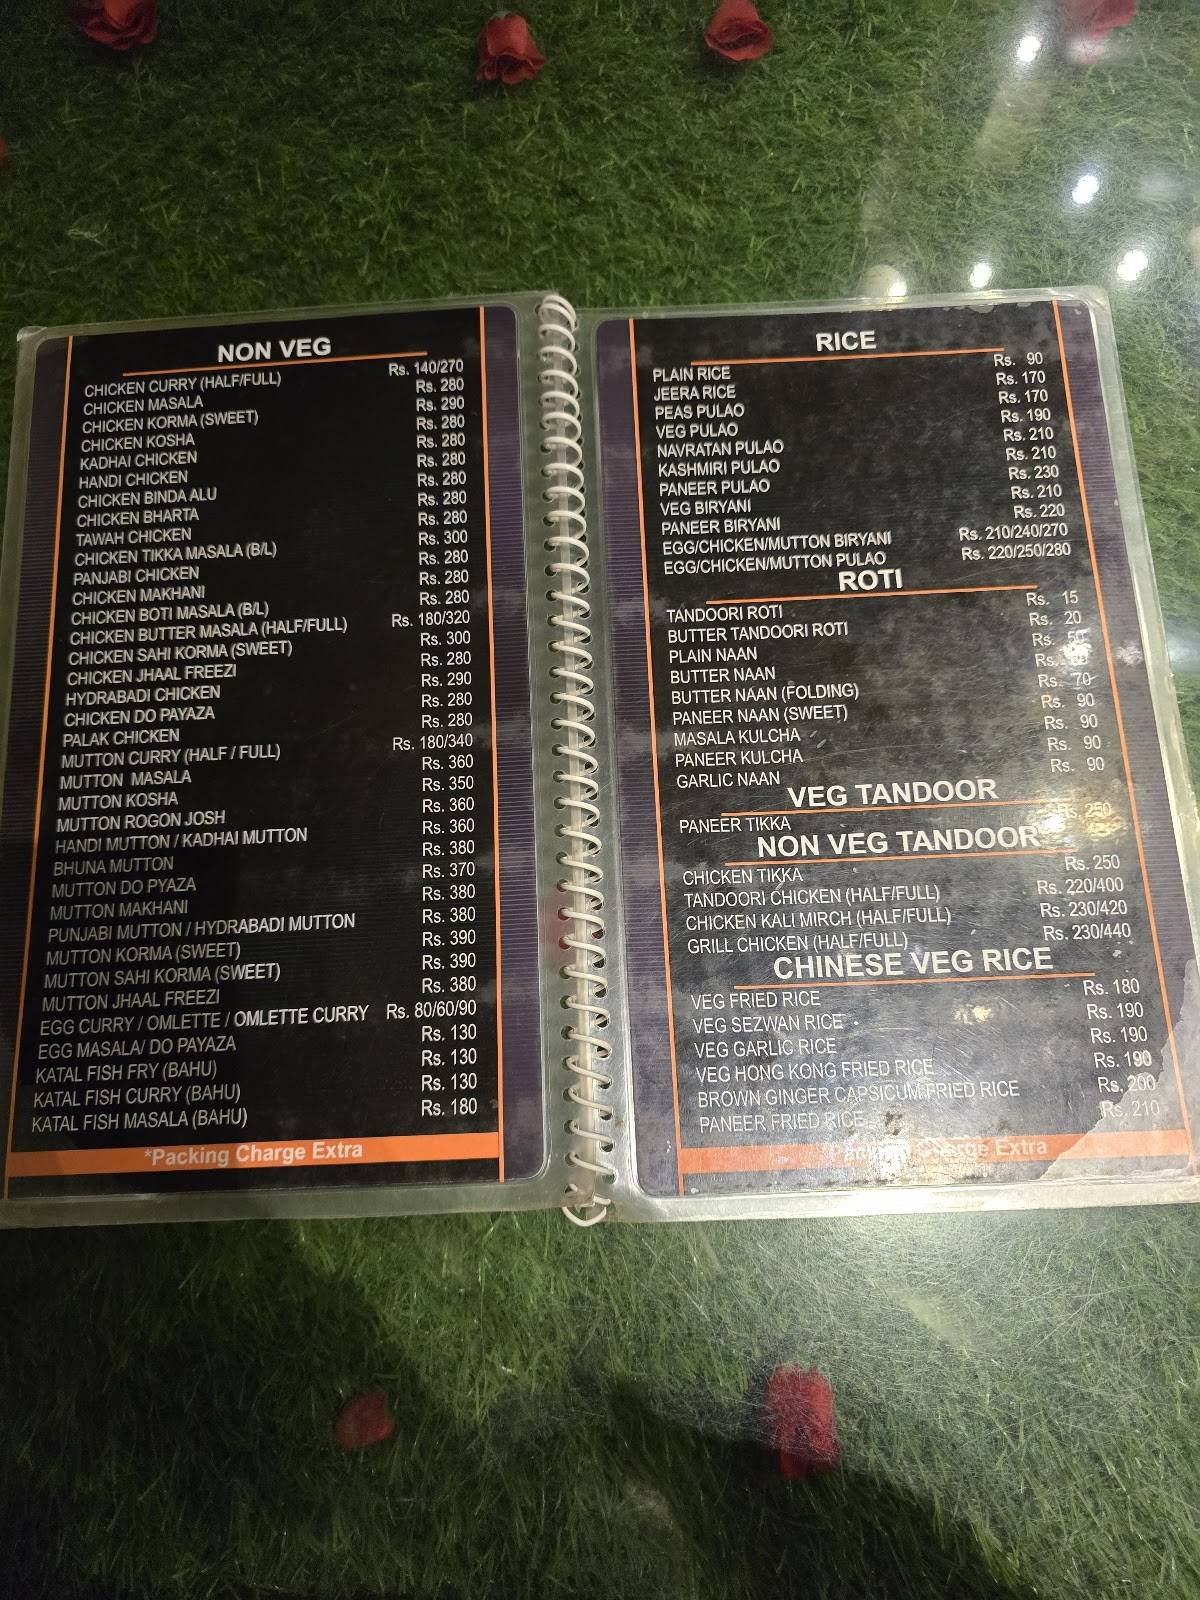 NON VEG
CHICKEN CURRY (HALF/FULL) Rs. 140/270
CHICKEN MASALA Rs. 280
CHICKEN KORMA (SWEET) Rs. 290
CHICKEN KOSHA Rs. 280
KADHAI CHICKEN Rs. 280
HANDI CHICKEN Rs. 280
CHICKEN BINDA ALU Rs. 280
CHICKEN BHARTA Rs. 280
TAWAH CHICKEN Rs. 280
CHICKEN TIKKA MASALA (B/L) Rs. 300
PANJABI CHICKEN Rs. 280
CHICKEN MAKHANI Rs. 280
CHICKEN BOTI MASALA (B/L) Rs. 280
CHICKEN BUTTER MASALA (HALF/FULL) Rs. 180/320
CHICKEN SAHI KORMA (SWEET) Rs. 300
CHICKEN JHAAL FREEZI Rs. 280
HYDRABADI CHICKEN Rs. 290
CHICKEN DO PAYAZA Rs. 280
PALAK CHICKEN Rs. 280
MUTTON CURRY (HALF / FULL) Rs. 180/340
MUTTON MASALA Rs. 360
MUTTON KOSHA Rs. 350
MUTTON ROGON JOSH Rs. 360
HANDI MUTTON / KADHAI MUTTON Rs. 360
BHUNA MUTTON Rs. 380
MUTTON DO PYAZA Rs. 370
MUTTON MAKHANI Rs. 380
PUNJABI MUTTON / HYDRABADI MUTTON Rs. 380
MUTTON KORMA (SWEET) Rs. 390
MUTTON SAHI KORMA (SWEET) Rs. 390
MUTTON JHAAL FREEZI Rs. 380
EGG CURRY / OMLETTE / OMLETTE CURRY Rs. 80/60/90
EGG MASALA/ DO PAYAZA Rs. 130
KATAL FISH FRY (BAHU) Rs. 130
KATAL FISH CURRY (BAHU) Rs. 130
KATAL FISH MASALA (BAHU) Rs. 180
*Packing Charge Extra
RICE
PLAIN RICE Rs. 90
JEERA RICE Rs. 170
PEAS PULAO Rs. 170
VEG PULAO Rs. 190
NAVRATAN PULAO Rs. 210
KASHMIRI PULAO Rs. 210
PANEER PULAO Rs. 230
VEG BIRYANI Rs. 210
PANEER BIRYANI Rs. 220
EGG/CHICKEN/MUTTON BIRYANI Rs. 210/240/270
EGG/CHICKEN/MUTTON PULAO Rs. 220/250/280
ROTI
TANDOORI ROTI Rs. 15
BUTTER TANDOORI ROTI Rs. 20
PLAIN NAAN Rs. 50
BUTTER NAAN Rs.
BUTTER NAAN (FOLDING) Rs. 70
PANEER NAAN (SWEET) Rs. 90
MASALA KULCHA Rs. 90
PANEER KULCHA Rs. 90
GARLIC NAAN Rs. 90
VEG TANDOOR
PANEER TIKKA Rs. 250
NON VEG TANDOOR
CHICKEN TIKKA Rs. 250
TANDOORI CHICKEN (HALF/FULL) Rs. 220/400
CHICKEN KALI MIRCH (HALF/FULL) Rs. 230/420
GRILL CHICKEN (HALF/FULL) Rs. 230/440
CHINESE VEG RICE
VEG FRIED RICE Rs. 180
VEG SEZWAN RICE Rs. 190
VEG GARLIC RICE Rs. 190
VEG HONG KONG FRIED RICE Rs. 190
BROWN GINGER CAPSICUM FRIED RICE Rs. 200
PANEER FRIED RICE Rs. 210
*Packing Charge Extra